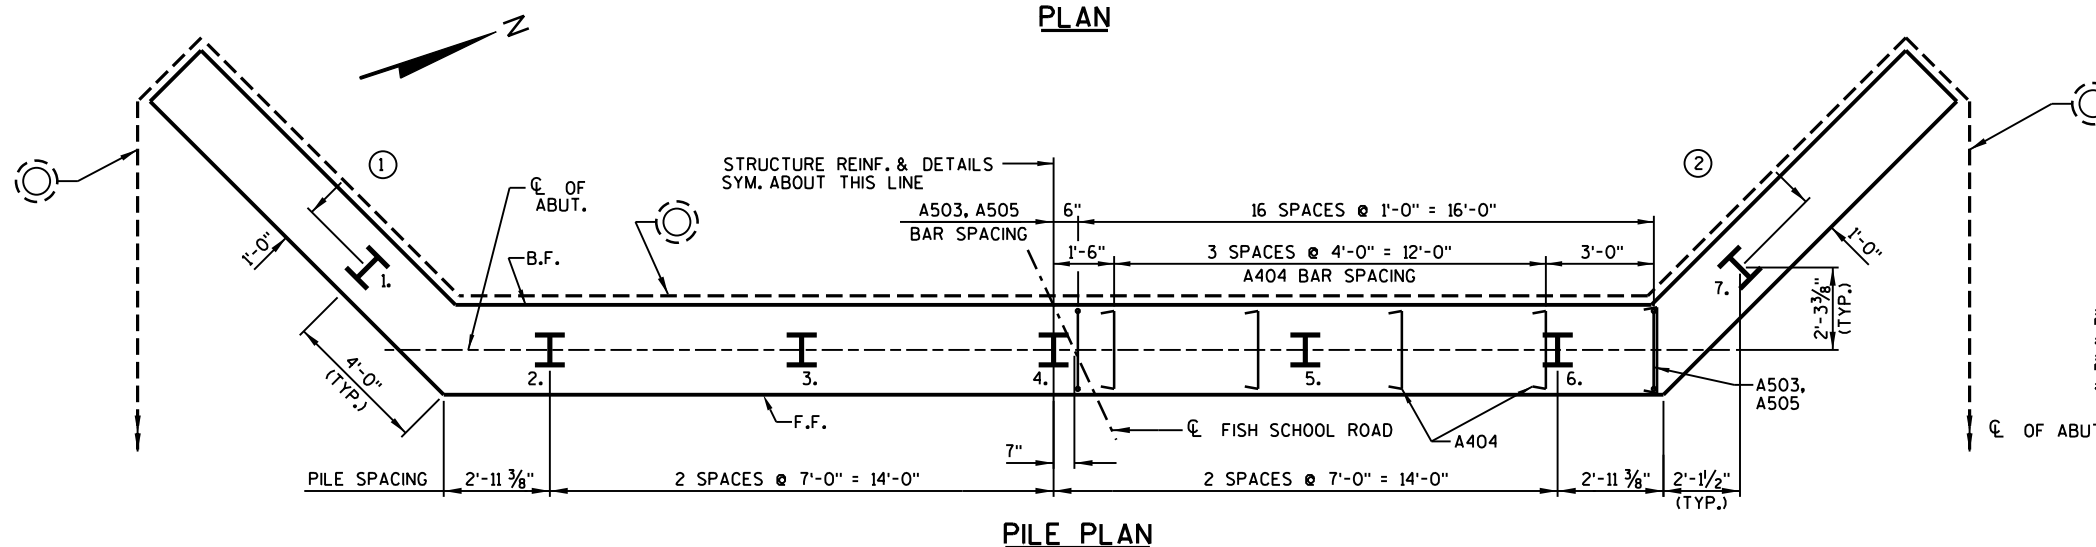 PLAN
N
1
2
STRUCTURE REINF. & DETAILS
SYM. ABOUT THIS LINE
℄ OF
ABUT.
A503, A505
BAR SPACING
6"
16 SPACES @ 1'-0" = 16'-0"
1'-6"
3 SPACES @ 4'-0" = 12'-0"
3'-0"
A404 BAR SPACING
1'-0"
1'-0"
B.F.
1.
7.
2'-3⅜"
(TYP.)
4'-0"
(TYP.)
2.
3.
4.
5.
6.
A503,
A505
F.F.
℄ FISH SCHOOL ROAD
A404
℄ OF ABUT
7"
PILE SPACING
2'-11 ⅜"
2 SPACES @ 7'-0" = 14'-0"
2 SPACES @ 7'-0" = 14'-0"
2'-11 ⅜"
2'-1½"
(TYP.)
PILE PLAN